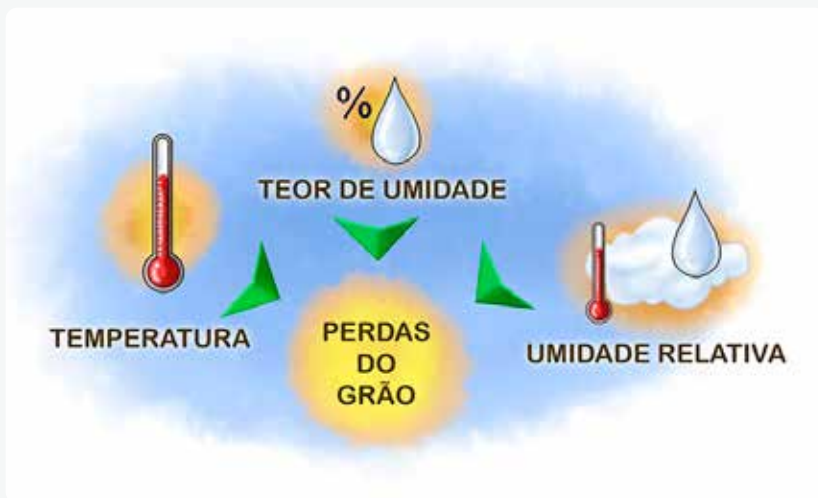 %
TEOR DE UMIDADE
TEMPERATURA
PERDAS
DO
GRÃO
UMIDADE RELATIVA